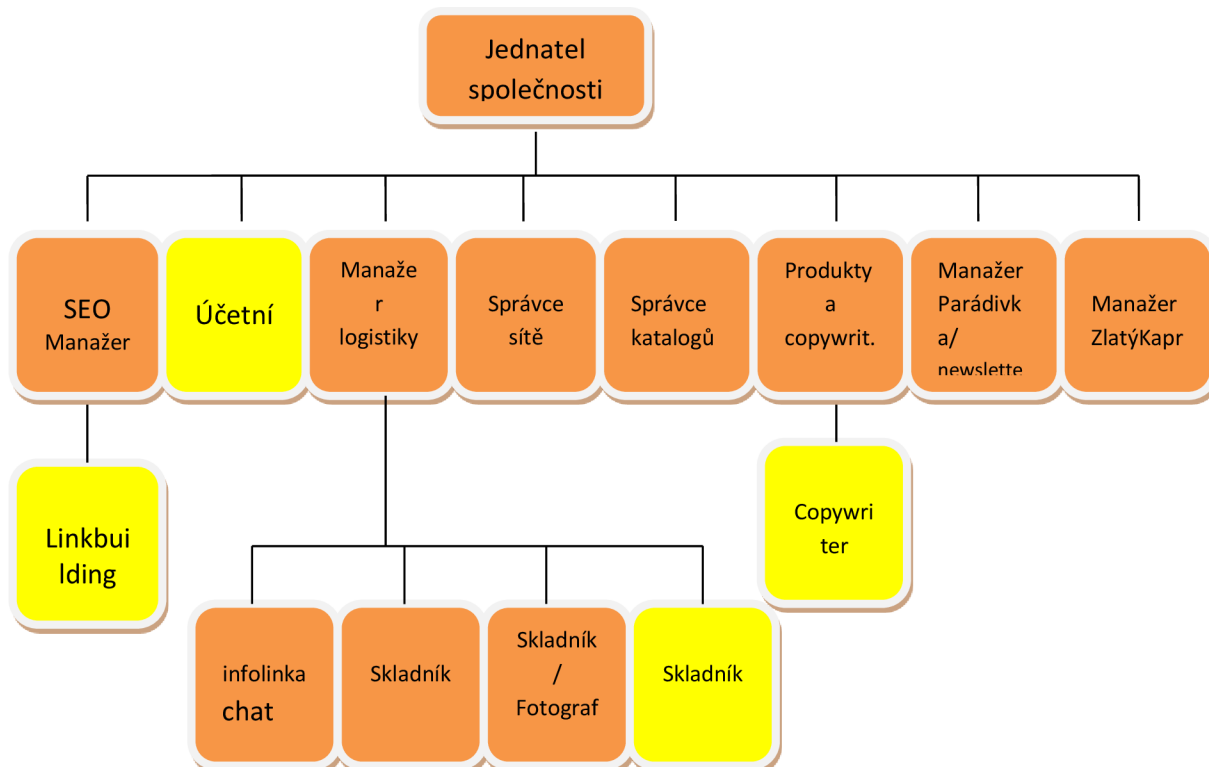 Jednatel
společnosti
SEO
Manažer
Účetní
Manaže
r
logistiky
Správce
sítě
Správce
katalogů
Produkty
a
copywrit.
Manažer
Parádivk
a/
newslette
Manažer
ZlatýKapr
Linkbui
lding
Copywri
ter
infolinka
chat
Skladník
Skladník
/
Fotograf
Skladník